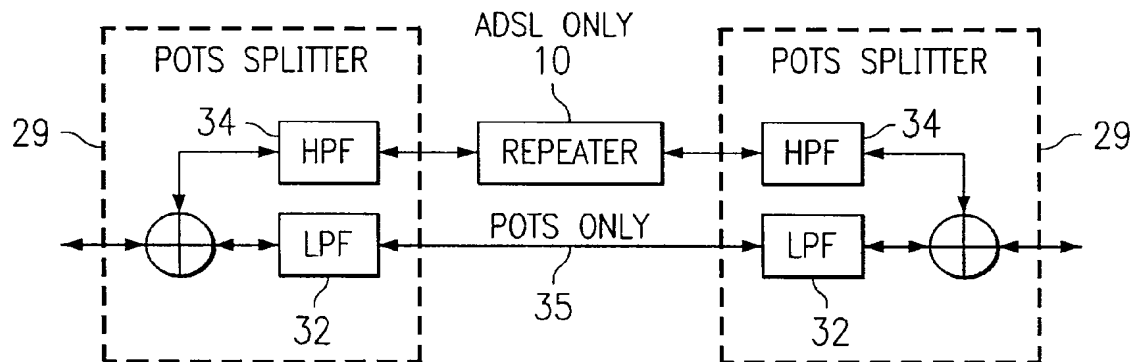 ADSL ONLY
10
POTS SPLITTER
POTS SPLITTER
29
34
HPF
REPEATER
HPF
34
29
LPF
POTS ONLY
35
LPF
32
32